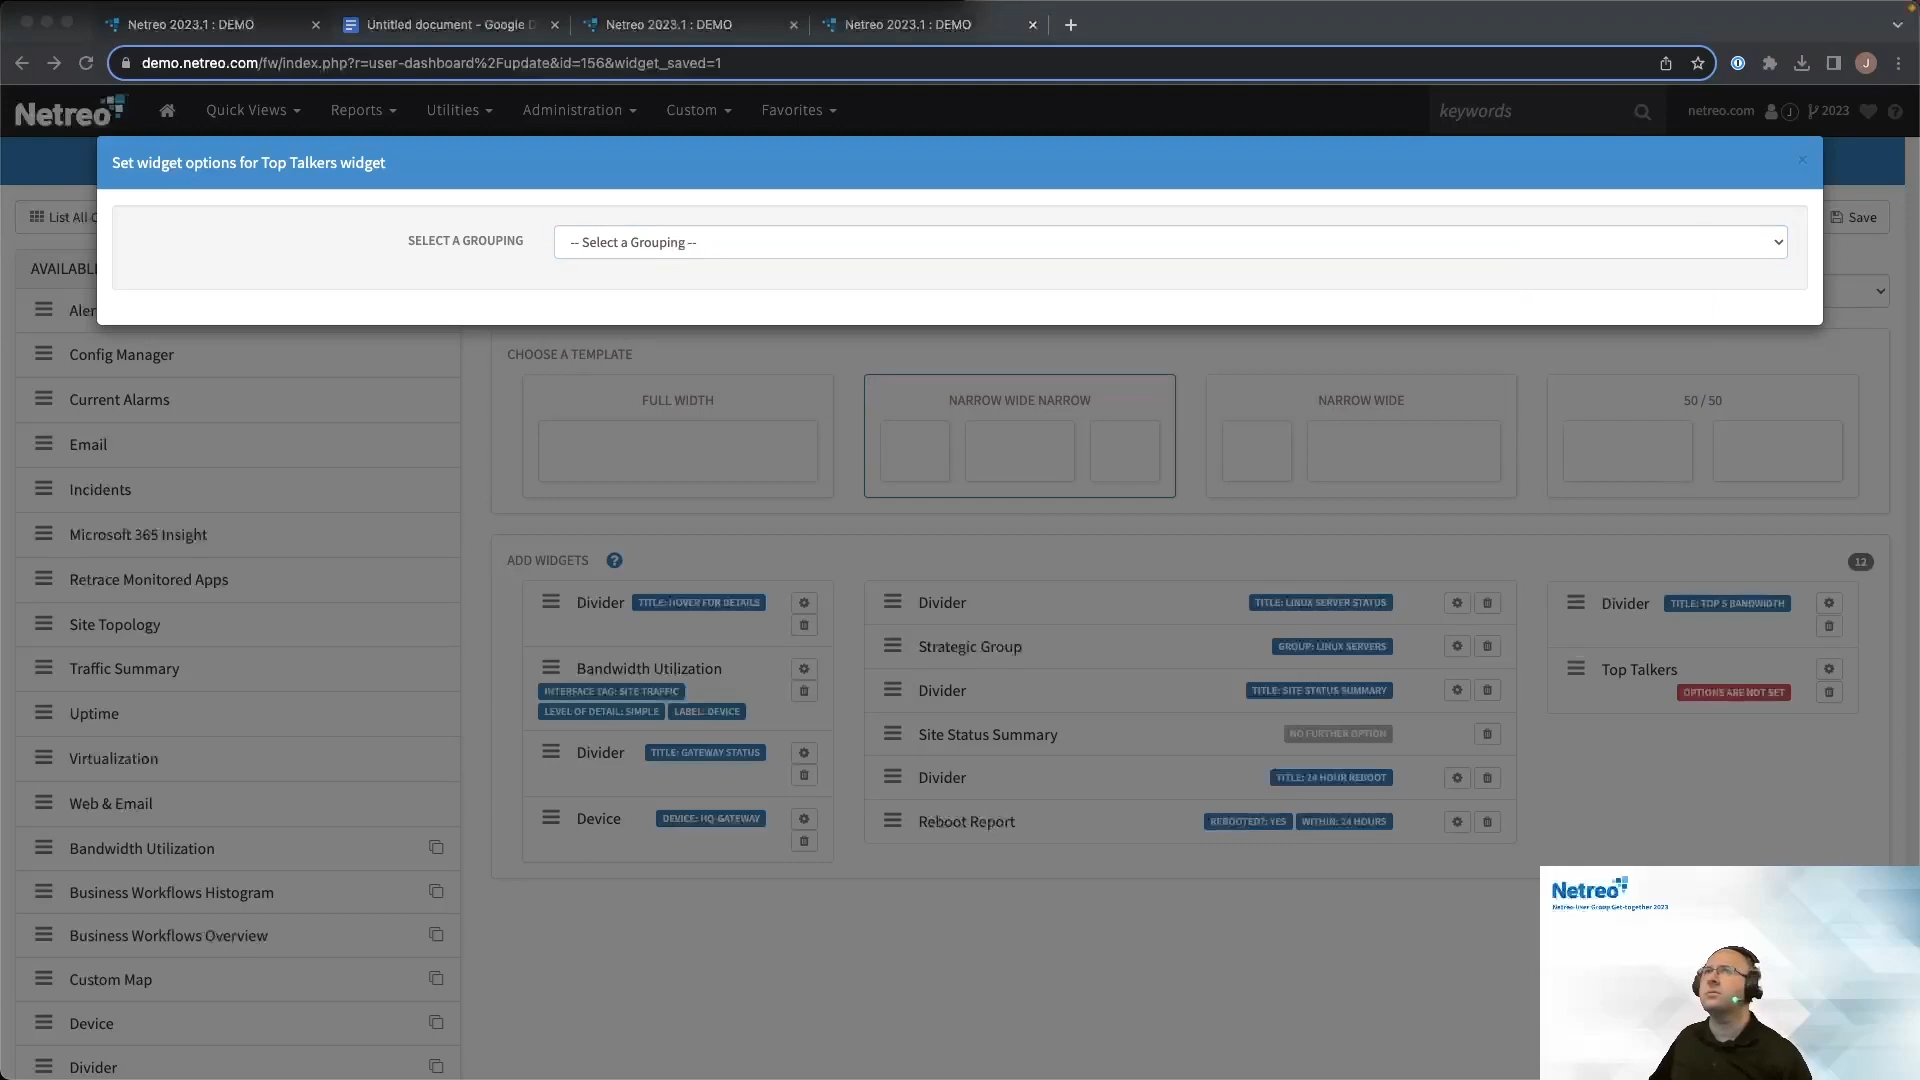 Netreo 2023.1 : DEMO
Untitled document - Google D
Netreo 2023.1 : DEMO
Netreo 2023.1 : DEMO
demo.netreo.com/fw/index.php?r=user-dashboard%2Fupdate&id=156&widget_saved=1
J
Netreo
Quick Views
Reports
Utilities
Administration
Custom
Favorites
keywords
netreo.com
J
2023
Set widget options for Top Talkers widget
×
List All
Save
SELECT A GROUPING
-- Select a Grouping --
AVAILABL
Aler
Config Manager
Current Alarms
Email
Incidents
Microsoft 365 Insight
Retrace Monitored Apps
Site Topology
Traffic Summary
Uptime
Virtualization
Web & Email
Bandwidth Utilization
Business Workflows Histogram
Business Workflows Overview
Custom Map
Device
Divider
CHOOSE A TEMPLATE
FULL WIDTH
NARROW WIDE NARROW
NARROW WIDE
50 / 50
ADD WIDGETS ?
12
Divider TITLE: HOVER FOR DETAILS
Bandwidth Utilization
INTERFACE TAG: SITE TRAFFIC
LEVEL OF DETAIL: SIMPLE LABEL: DEVICE
Divider TITLE: GATEWAY STATUS
Device DEVICE: HQ-GATEWAY
Divider TITLE: LINUX SERVER STATUS
Strategic Group GROUP: LINUX SERVERS
Divider TITLE: SITE STATUS SUMMARY
Site Status Summary NO FURTHER OPTION
Divider TITLE: 24 HOUR REBOOT
Reboot Report REBOOTED?: YES WITHIN: 24 HOURS
Divider TITLE: TOP 5 BANDWIDTH
Top Talkers
OPTIONS ARE NOT SET
Netreo
Netreo User Group Get-together 2023